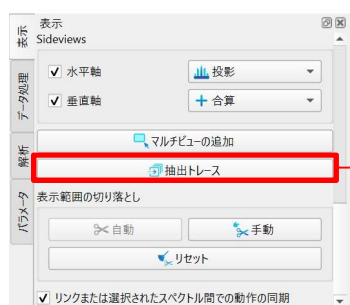 表示
Sideviews
水平軸
投影
垂直軸
合算
マルチビューの追加
抽出トレース
表示範囲の切り落とし
自動
手動
リセット
リンクまたは選択されたスペクトル間での動作の同期
表示
データ処理
解析
パラメータ